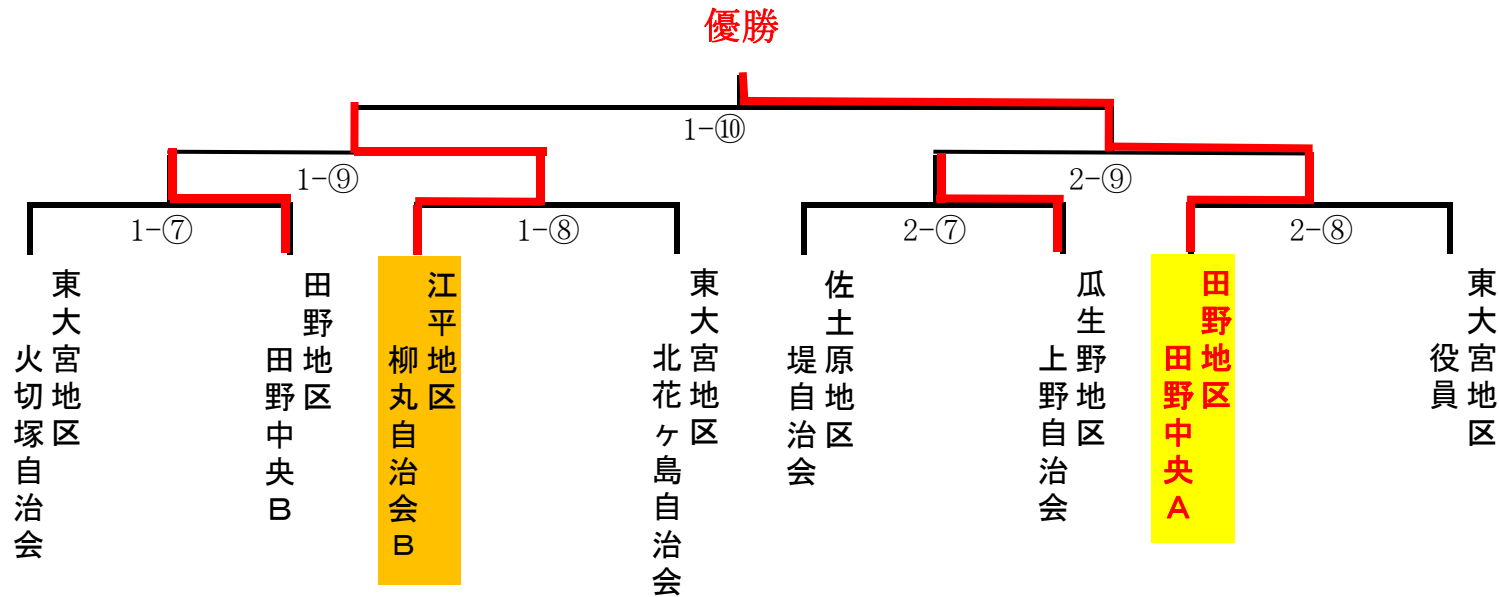 優勝
1-⑩
1-⑨
2-⑨
1-⑦
1-⑧
2-⑦
2-⑧
東大宮地区
火切塚自治会
田野地区
田野中央B
江平地区
柳丸自治会B
東大宮地区
北花ヶ島自治会
佐土原地区
堤自治会
瓜生野地区
上野自治会
田野地区
田野中央A
東大宮地区
役員